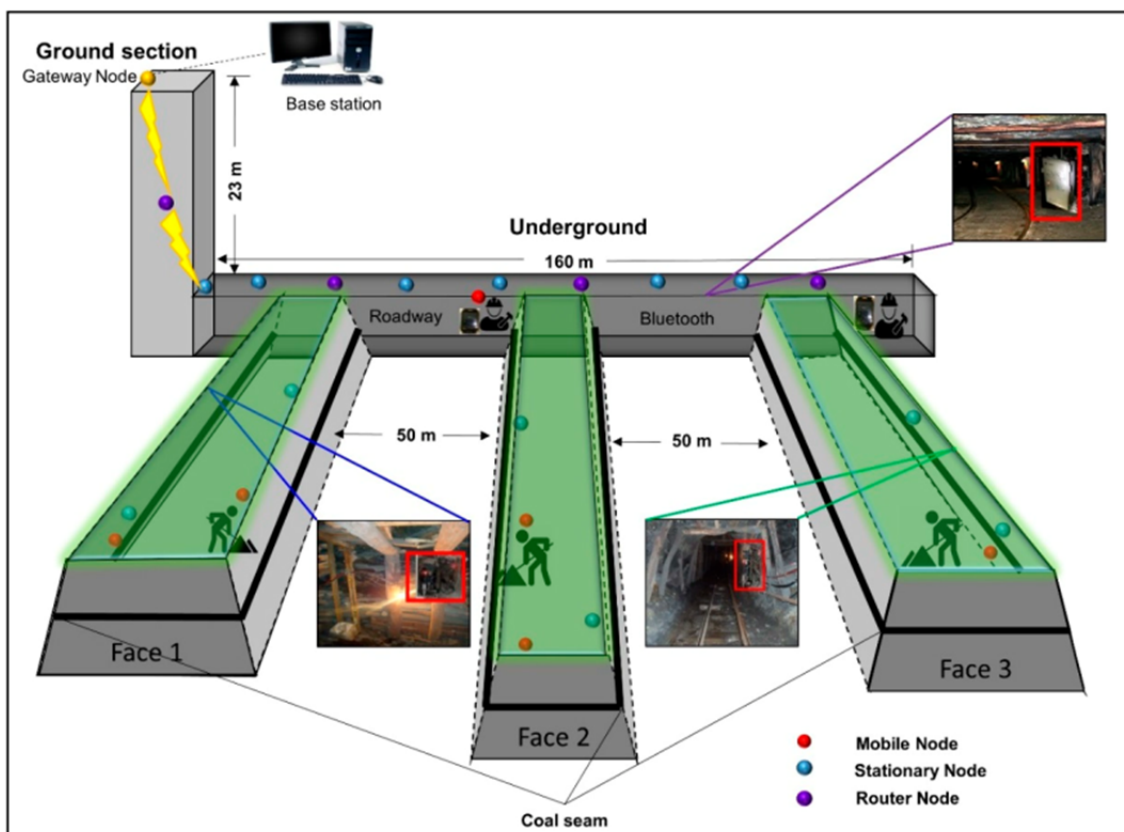 Ground section
Gateway Node
Base station
23 m
Underground
160 m
Roadway
Bluetooth
50 m
50 m
Face 1
Face 2
Face 3
Mobile Node
Stationary Node
Router Node
Coal seam